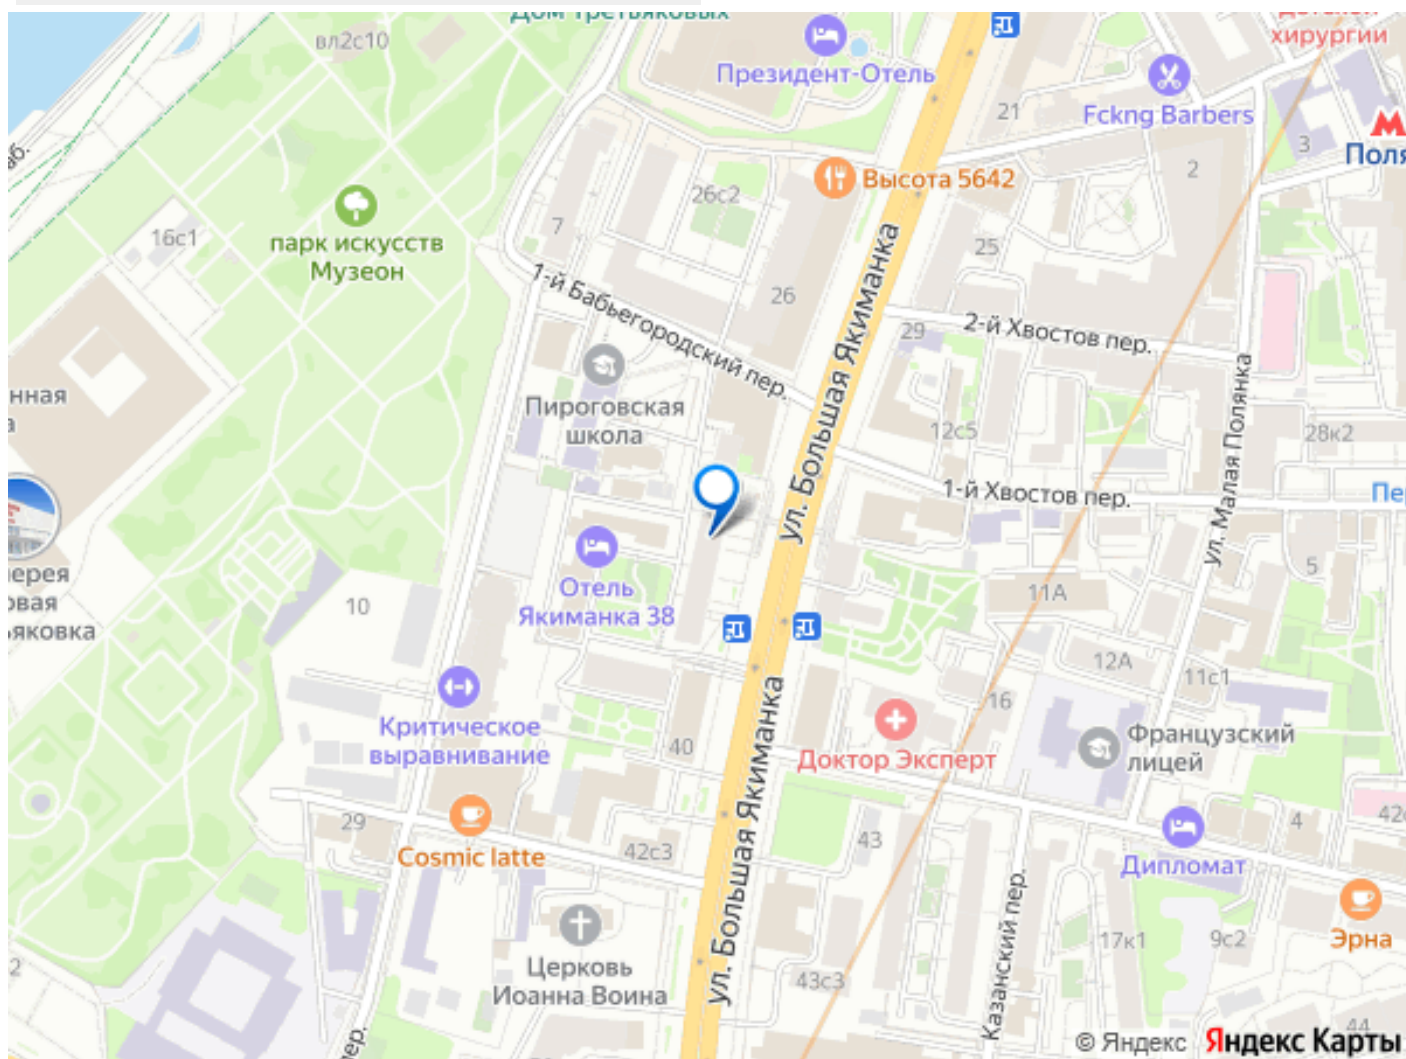 Дом Третьяковых
вл2с10
Президент-Отель
хирургии
Fckng Barbers
21
3
2
Высота 5642
26с2
7
16с1
парк искусств
Музеон
25
1-й Бабьегородский пер.
26
ул. Большая Якиманка
29
2-й Хвостов пер.
Пироговская
школа
12с5
28к2
ул. Малая Полянка
1-й Хвостов пер.
5
Отель
Якиманка 38
10
11А
12А
11с1
16
Критическое
выравнивание
40
Доктор Эксперт
Французский
лицей
ул. Большая Якиманка
29
Cosmic latte
42с3
43
4
Дипломат
Казанский пер.
Церковь
Иоанна Воина
43с3
17к1
9с2
Эрна
44
пер.
© Яндекс Яндекс Карты